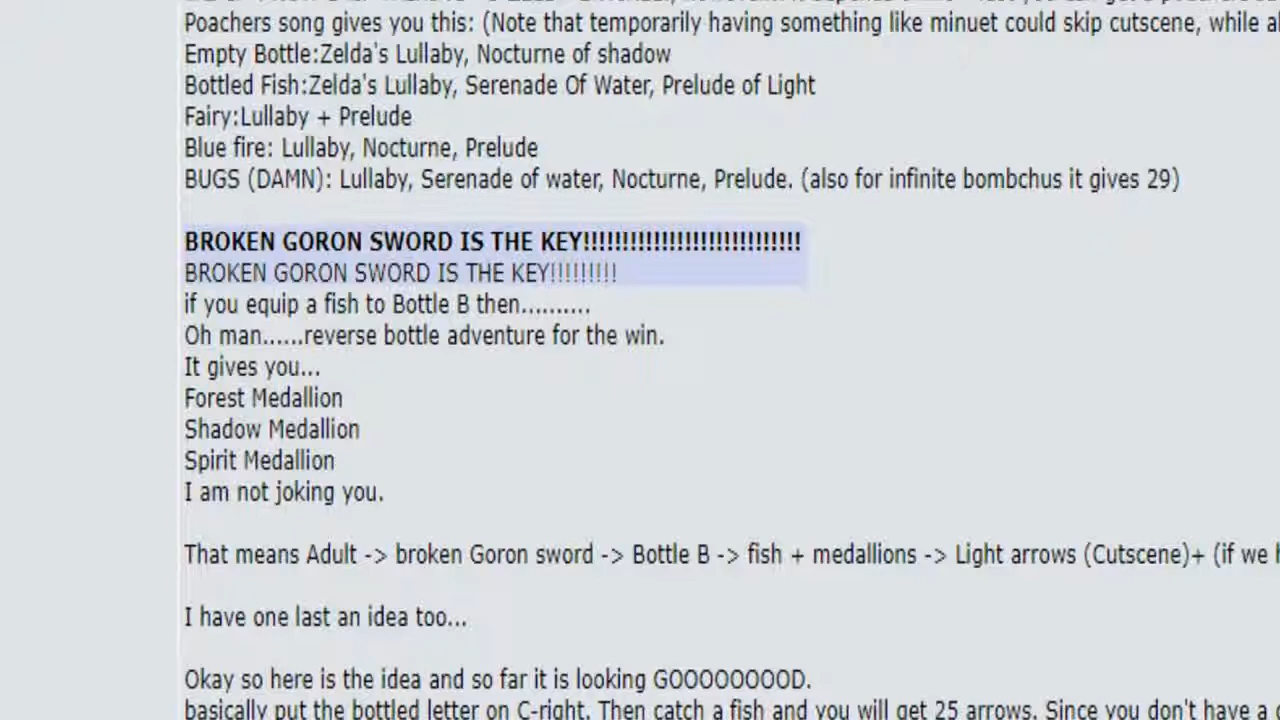 Poachers song gives you this: (Note that temporarily having something like minuet could skip cutscene, while
Empty Bottle:Zelda's Lullaby, Nocturne of shadow
Bottled Fish:Zelda's Lullaby, Serenade Of Water, Prelude of Light
Fairy:Lullaby + Prelude
Blue fire: Lullaby, Nocturne, Prelude
BUGS (DAMN): Lullaby, Serenade of water, Nocturne, Prelude. (also for infinite bombchus it gives 29)
BROKEN GORON SWORD IS THE KEY!!!!!!!!!!!!!!!!!!!!!!!!!!!!
BROKEN GORON SWORD IS THE KEY!!!!!!!!!
if you equip a fish to Bottle B then..........
Oh man......reverse bottle adventure for the win.
It gives you...
Forest Medallion
Shadow Medallion
Spirit Medallion
I am not joking you.
That means Adult -> broken Goron sword -> Bottle B -> fish + medallions -> Light arrows (Cutscene)+ (if we
I have one last an idea too...
Okay so here is the idea and so far it is looking GOOOOOOOOD.
basically put the bottled letter on C-right. Then catch a fish and you will get 25 arrows. Since you don't have a